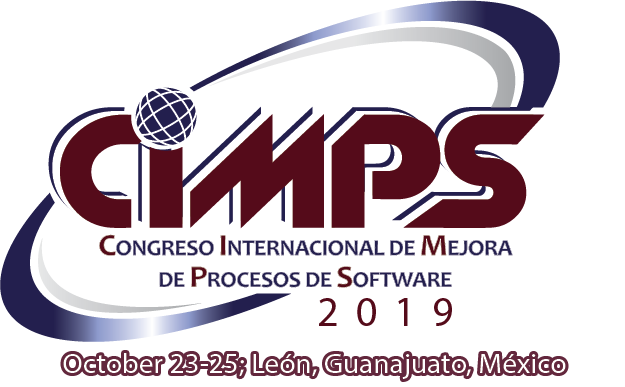 CIMPS
CONGRESO INTERNACIONAL DE MEJORA
DE PROCESOS DE SOFTWARE
2019
October 23-25; León, Guanajuato, México